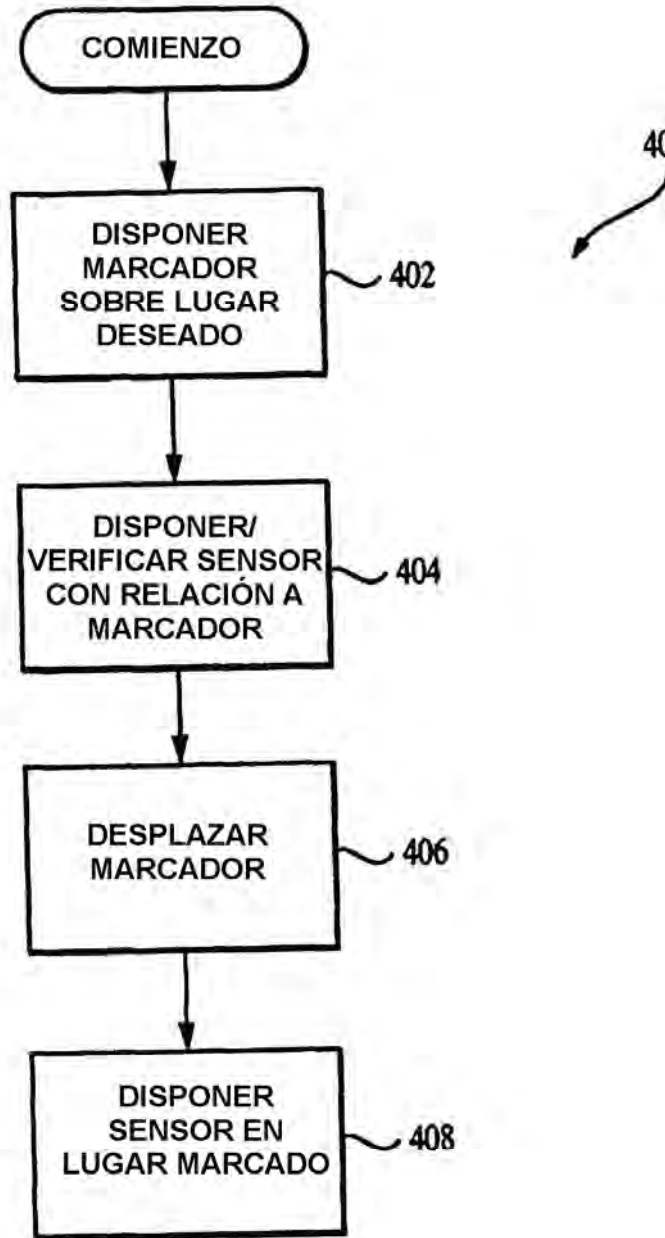 COMIENZO
DISPONER
MARCADOR
SOBRE LUGAR
DESEADO
402
DISPONER/
VERIFICAR SENSOR
CON RELACIÓN A
MARCADOR
404
DESPLAZAR
MARCADOR
406
DISPONER
SENSOR EN
LUGAR MARCADO
408